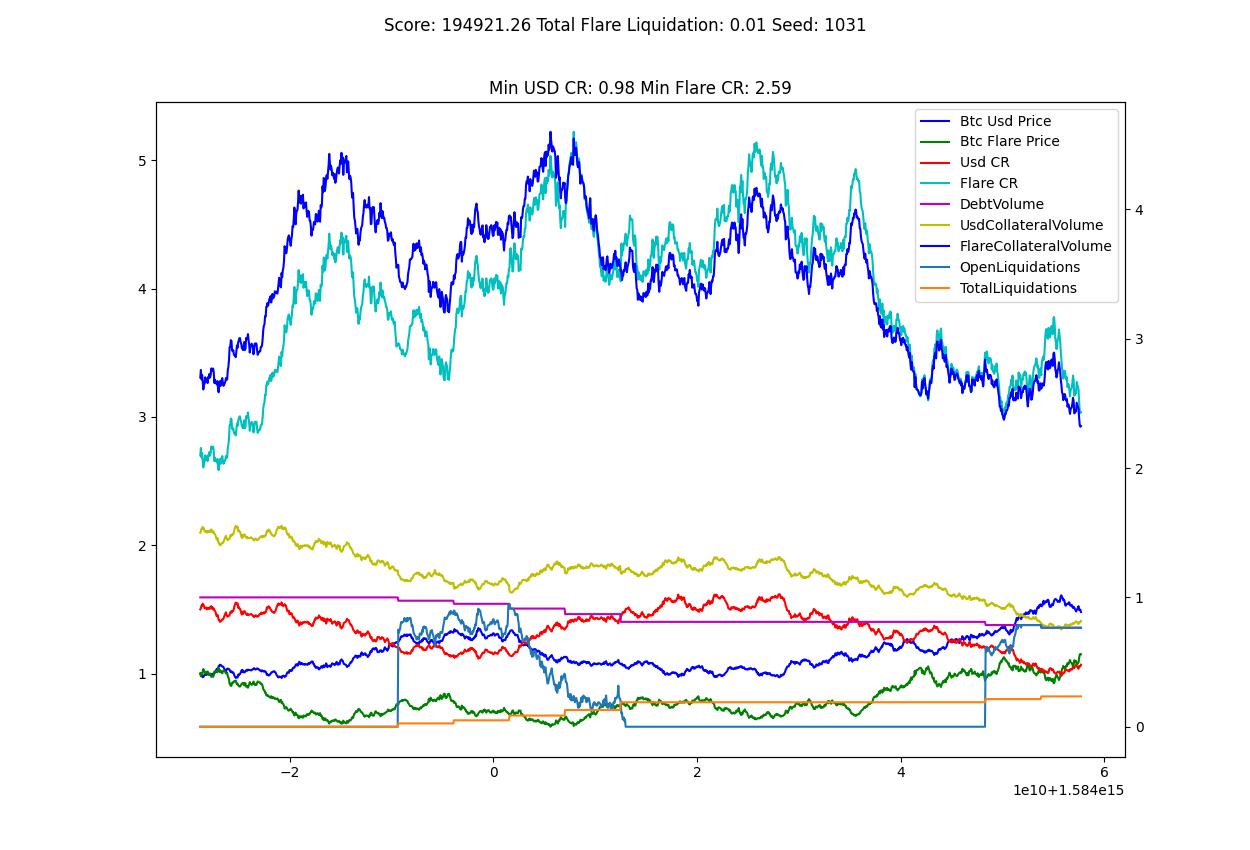 Score: 194921.26 Total Flare Liquidation: 0.01 Seed: 1031
Min USD CR: 0.98 Min Flare CR: 2.59
Btc Usd Price
Btc Flare Price
Usd CR
Flare CR
DebtVolume
UsdCollateralVolume
FlareCollateralVolume
OpenLiquidations
TotalLiquidations
5
4
3
2
1
4
3
2
1
0
−2
0
2
4
6
1e10+1.584e15